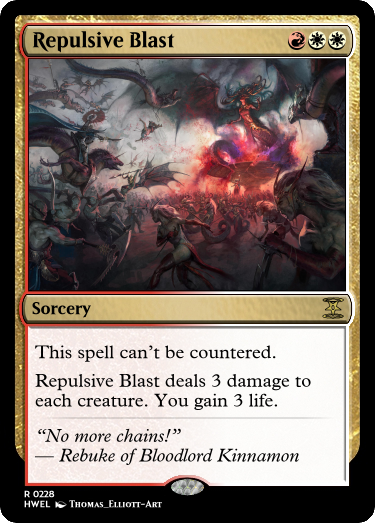 Repulsive Blast
Sorcery
This spell can't be countered.
Repulsive Blast deals 3 damage to
each creature. You gain 3 life.
“No more chains!”
— Rebuke of Bloodlord Kinnamon
R 0228
HWEL Thomas_Elliott-Art